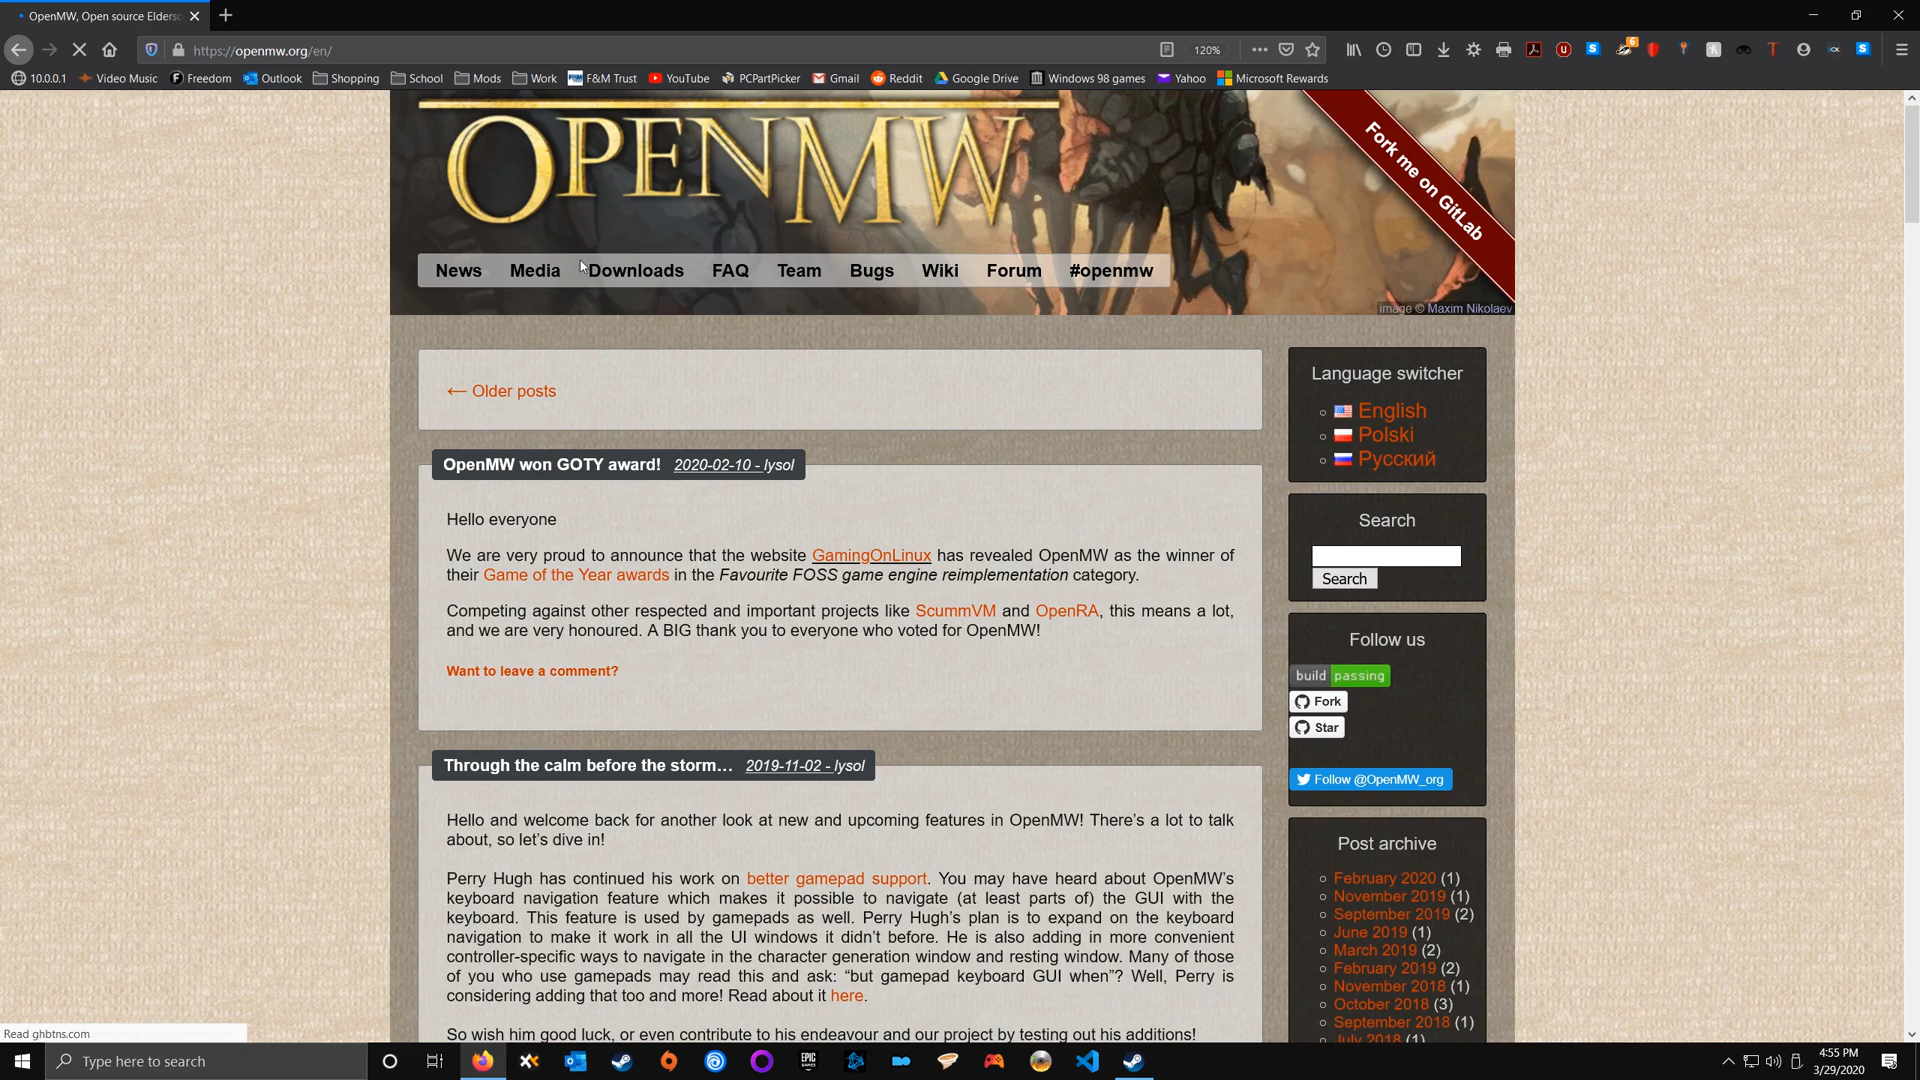 OpenMW, Open source Eldersc
https://openmw.org/en/
120%
6
10.0.0.1
Video Music
Freedom
Outlook
Shopping
School
Mods
Work
F&M Trust
YouTube
PCPartPicker
Gmail
Reddit
Google Drive
Windows 98 games
Yahoo
Microsoft Rewards
OPENMW
Fork me on GitLab
News
Media
Downloads
FAQ
Team
Bugs
Wiki
Forum
#openmw
image © Maxim Nikolaev
← Older posts
OpenMW won GOTY award! 2020-02-10 - lysol
Hello everyone
We are very proud to announce that the website GamingOnLinux has revealed OpenMW as the winner of
their Game of the Year awards in the Favourite FOSS game engine reimplementation category.
Competing against other respected and important projects like ScummVM and OpenRA, this means a lot,
and we are very honoured. A BIG thank you to everyone who voted for OpenMW!
Want to leave a comment?
Through the calm before the storm… 2019-11-02 - lysol
Hello and welcome back for another look at new and upcoming features in OpenMW! There's a lot to talk
about, so let's dive in!
Perry Hugh has continued his work on better gamepad support. You may have heard about OpenMW's
keyboard navigation feature which makes it possible to navigate (at least parts of) the GUI with the
keyboard. This feature is used by gamepads as well. Perry Hugh's plan is to expand on the keyboard
navigation to make it work in all the UI windows it didn't before. He is also adding in more convenient
controller-specific ways to navigate in the character generation window and resting window. Many of those
of you who use gamepads may read this and ask: “but gamepad keyboard GUI when”? Well, Perry is
considering adding that too and more! Read about it here.
So wish him good luck, or even contribute to his endeavour and our project by testing out his additions!
Language switcher
English
Polski
Русский
Search
Search
Follow us
build passing
Fork
Star
Follow @OpenMW_org
Post archive
February 2020 (1)
November 2019 (1)
September 2019 (2)
June 2019 (1)
March 2019 (2)
February 2019 (2)
November 2018 (1)
October 2018 (3)
September 2018 (1)
July 2018 (1)
Read ghbtns.com
Type here to search
EPIC
GAMES
4:55 PM
3/29/2020